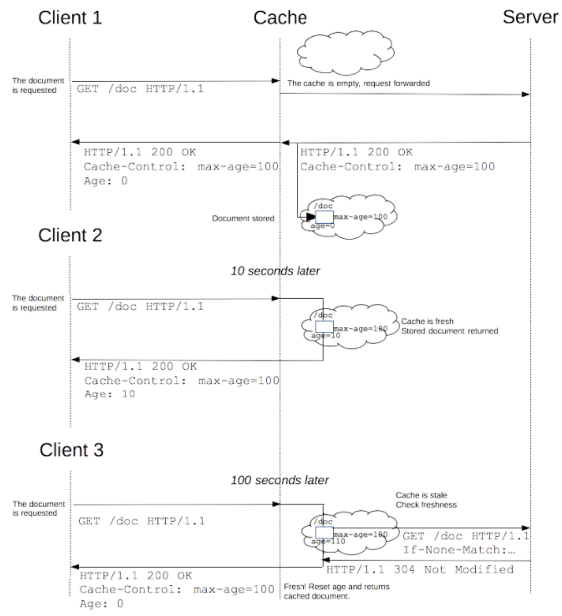 Client 1
Cache
Server
The document
is requested
GET /doc HTTP/1.1
The cache is empty, request forwarded
HTTP/1.1 200 OK
Cache-Control: max-age=100
Age: 0
HTTP/1.1 200 OK
Cache-Control: max-age=100
Document stored
/doc
max-age=100
age=0
Client 2
10 seconds later
The document
is requested
GET /doc HTTP/1.1
/doc
max-age=100
age=10
Cache is fresh
Stored document returned
HTTP/1.1 200 OK
Cache-Control: max-age=100
Age: 10
Client 3
100 seconds later
The document
is requested
GET /doc HTTP/1.1
Cache is stale
Check freshness
/doc
max-age=100
age=110
GET /doc HTTP/1.1
If-None-Match:…
HTTP/1.1 304 Not Modified
HTTP/1.1 200 OK
Cache-Control: max-age=100
Age: 0
Fresh! Reset age and returns
cached document.